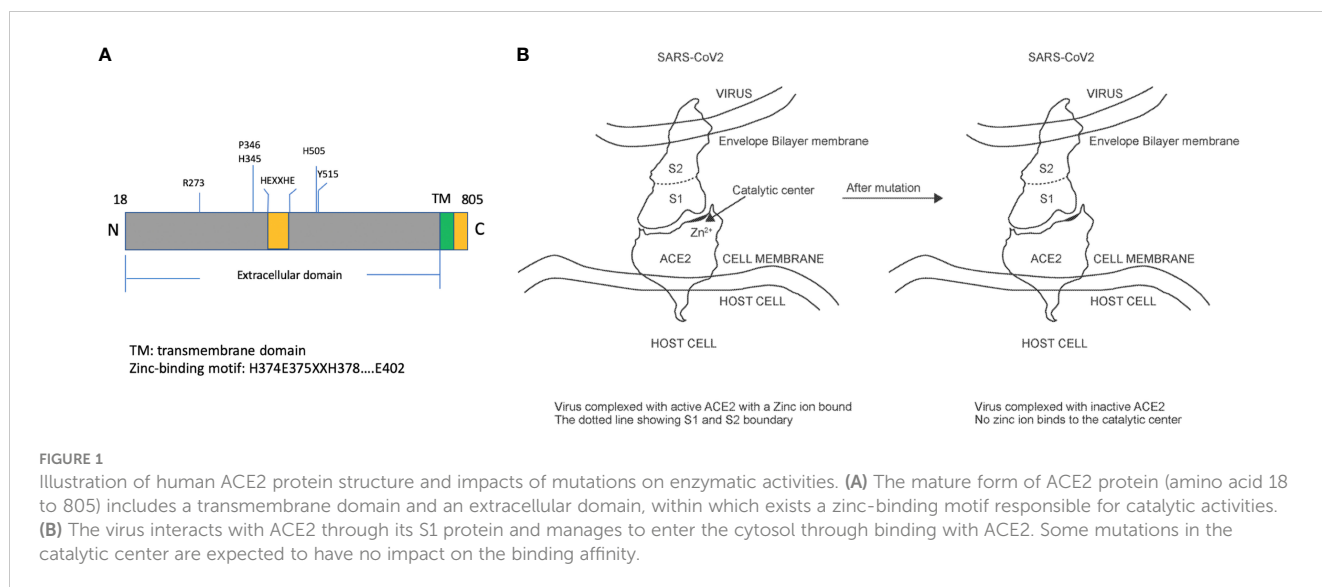 A
P346
H345
H505
R273
HEXXHE
Y515
18
TM
805
N
C
Extracellular domain
TM: transmembrane domain
Zinc-binding motif: H374E375XXH378....E402
B
SARS-CoV2
VIRUS
Envelope Bilayer membrane
S2
S1
Catalytic center
Zn²⁺
ACE2
CELL MEMBRANE
HOST CELL
HOST CELL
Virus complexed with active ACE2 with a Zinc ion bound
The dotted line showing S1 and S2 boundary
After mutation
SARS-CoV2
VIRUS
Envelope Bilayer membrane
S2
S1
ACE2
CELL MEMBRANE
HOST CELL
HOST CELL
Virus complexed with inactive ACE2
No zinc ion binds to the catalytic center
FIGURE 1
Illustration of human ACE2 protein structure and impacts of mutations on enzymatic activities. (A) The mature form of ACE2 protein (amino acid 18
to 805) includes a transmembrane domain and an extracellular domain, within which exists a zinc-binding motif responsible for catalytic activities.
(B) The virus interacts with ACE2 through its S1 protein and manages to enter the cytosol through binding with ACE2. Some mutations in the
catalytic center are expected to have no impact on the binding affinity.